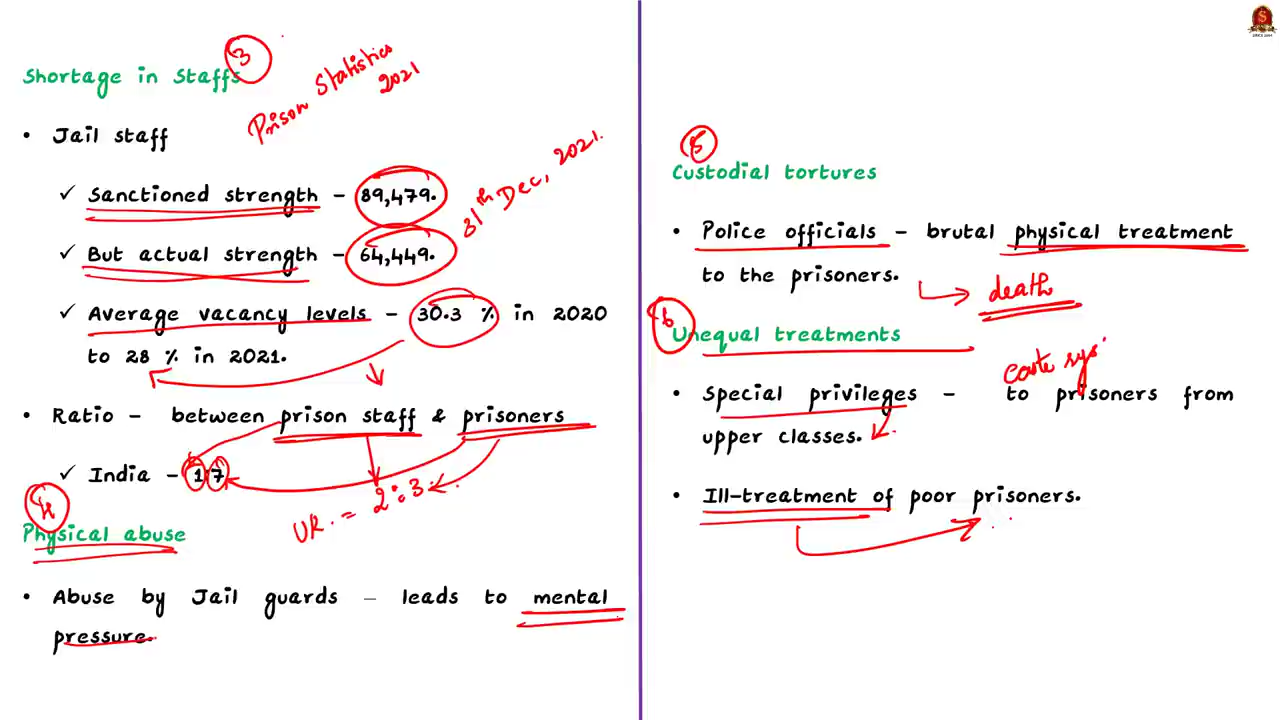 Shortage in Staffs
3
Prison Statistics
2021
• Jail staff
✓ Sanctioned strength – 89,479.
31th Dec, 2021.
✓ But actual strength – 64,449.
✓ Average vacancy levels – 30.3 % in 2020
to 28 % in 2021.
• Ratio – between prison staff & prisoners
✓ India – 1 7
UK. = 2:3
4
Physical abuse
• Abuse by Jail guards – leads to mental
pressure.
5
Custodial tortures
• Police officials – brutal physical treatment
to the prisoners.
death
6
Unequal treatments
caste sys
• Special privileges – to prisoners from
upper classes.
• Ill-treatment of poor prisoners.